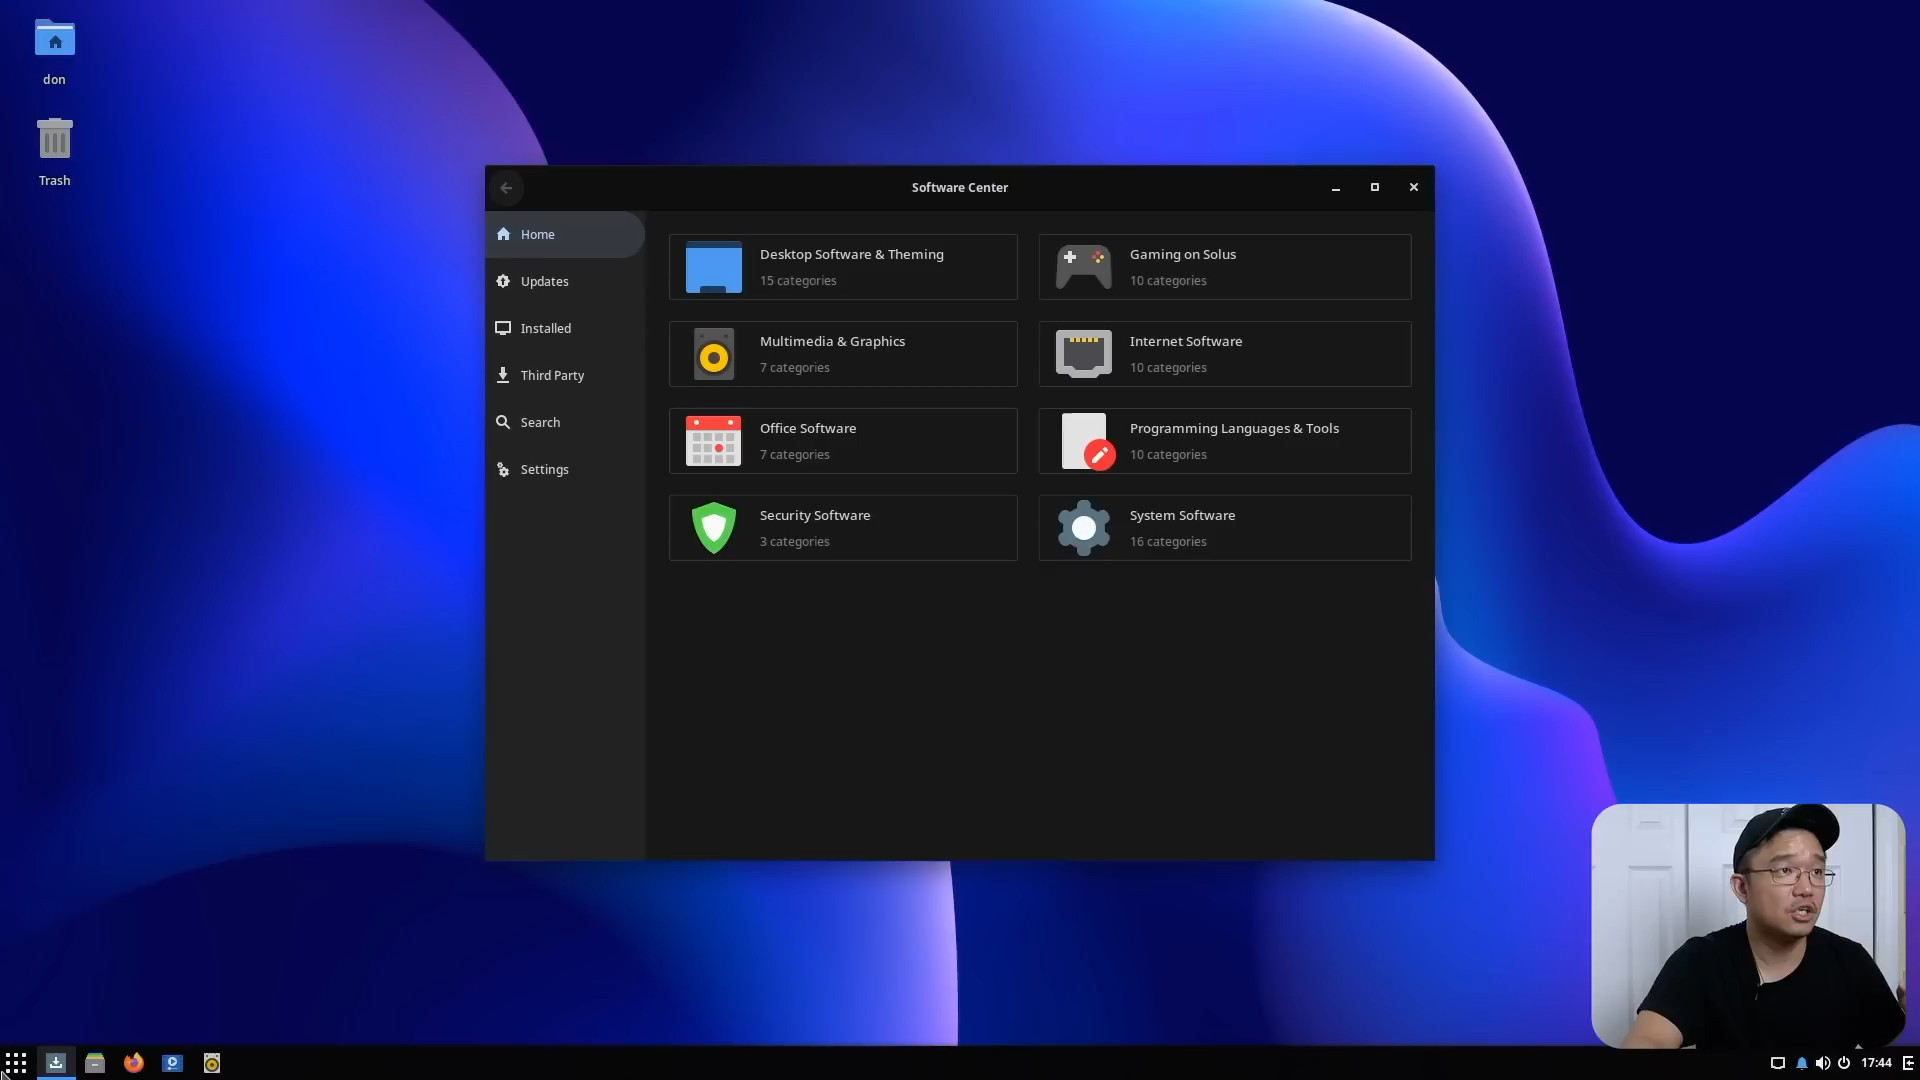 don
Trash
Software Center
Home
Updates
Installed
Third Party
Search
Settings
Desktop Software & Theming
15 categories
Gaming on Solus
10 categories
Multimedia & Graphics
7 categories
Internet Software
10 categories
Office Software
7 categories
Programming Languages & Tools
10 categories
Security Software
3 categories
System Software
16 categories
17:44